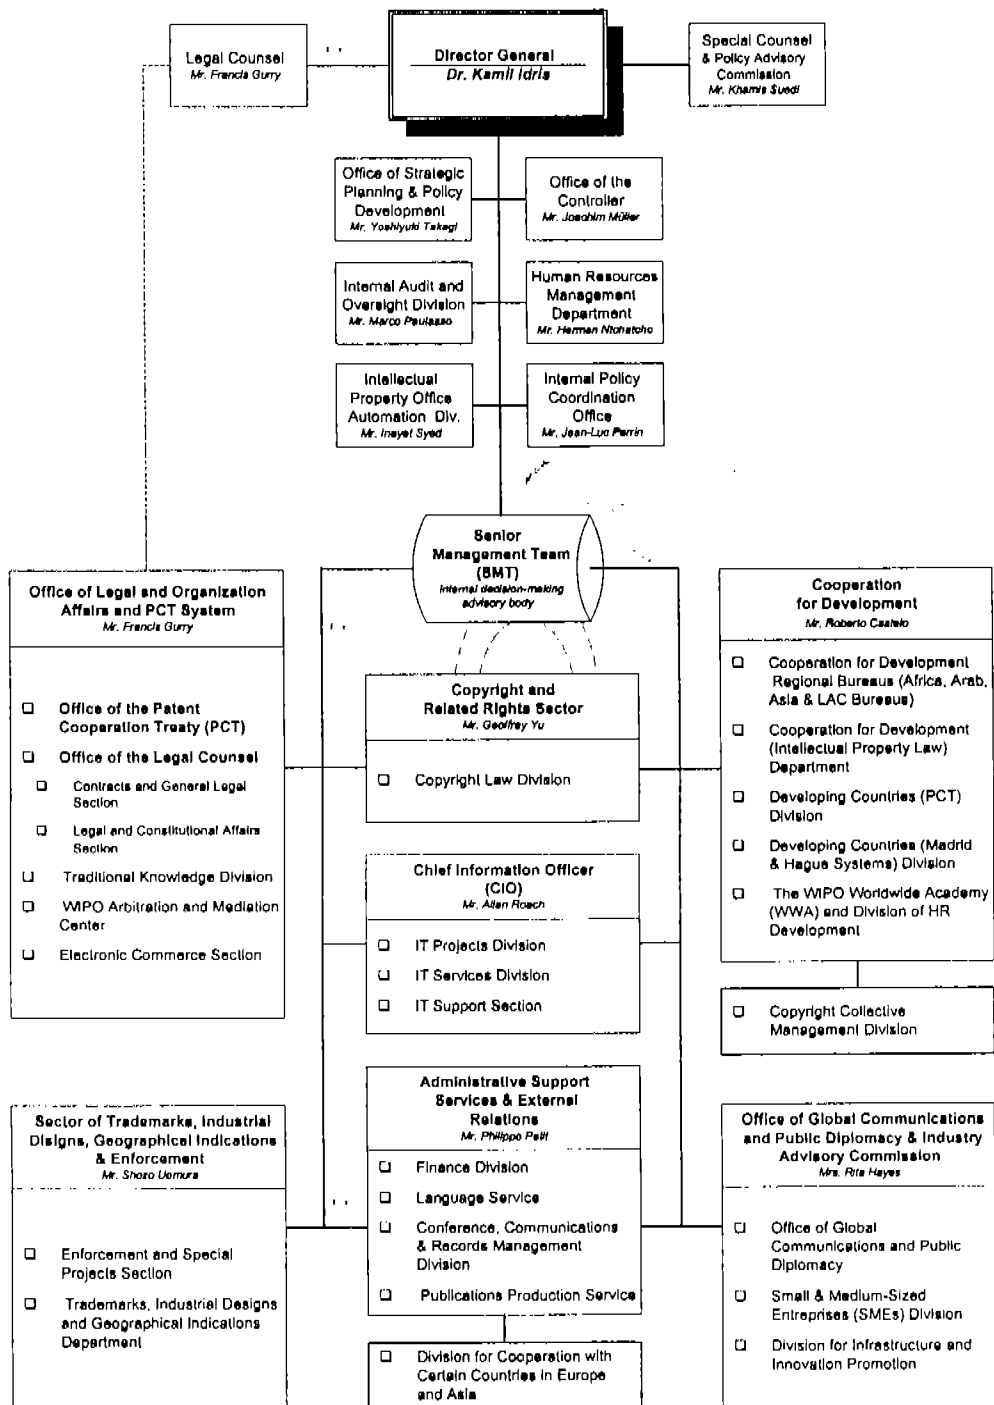 Legal Counsel
Mr. Francis Gurry
Director General
Dr. Kamil Idris
Special Counsel
& Policy Advisory
Commission
Mr. Khamis Suedi
Office of Strategic
Planning & Policy
Development
Mr. Yoshiyuki Takagi
Office of the
Controller
Mr. Joachim Müller
Internal Audit and
Oversight Division
Mr. Marco Pautasso
Human Resources
Management
Department
Mr. Herman Ntchatcho
Intellectual
Property Office
Automation Div.
Mr. Inayet Syed
Internal Policy
Coordination
Office
Mr. Jean-Luc Perrin
Senior
Management Team
(SMT)
Internal decision-making
advisory body
Office of Legal and Organization
Affairs and PCT System
Mr. Francis Gurry
❑ Office of the Patent
Cooperation Treaty (PCT)
❑ Office of the Legal Counsel
❑ Contracts and General Legal
Section
❑ Legal and Constitutional Affairs
Section
❑ Traditional Knowledge Division
❑ WIPO Arbitration and Mediation
Center
❑ Electronic Commerce Section
Copyright and
Related Rights Sector
Mr. Geoffrey Yu
❑ Copyright Law Division
Cooperation
for Development
Mr. Roberto Castelo
❑ Cooperation for Development
Regional Bureaus (Africa, Arab,
Asia & LAC Bureaus)
❑ Cooperation for Development
(Intellectual Property Law)
Department
❑ Developing Countries (PCT)
Division
❑ Developing Countries (Madrid
& Hague Systems) Division
❑ The WIPO Worldwide Academy
(WWA) and Division of HR
Development
❑ Copyright Collective
Management Division
Chief Information Officer
(CIO)
Mr. Allan Roach
❑ IT Projects Division
❑ IT Services Division
❑ IT Support Section
Sector of Trademarks, Industrial
Disigns, Geographical Indications
& Enforcement
Mr. Shozo Uemura
❑ Enforcement and Special
Projects Section
❑ Trademarks, Industrial Designs
and Geographical Indications
Department
Administrative Support
Services & External
Relations
Mr. Philippe Petit
❑ Finance Division
❑ Language Service
❑ Conference, Communications
& Records Management
Division
❑ Publications Production Service
❑ Division for Cooperation with
Certain Countries in Europe
and Asia
Office of Global Communications
and Public Diplomacy & Industry
Advisory Commission
Mrs. Rita Hayes
❑ Office of Global
Communications and Public
Diplomacy
❑ Small & Medium-Sized
Entreprises (SMEs) Division
❑ Division for Infrastructure and
Innovation Promotion